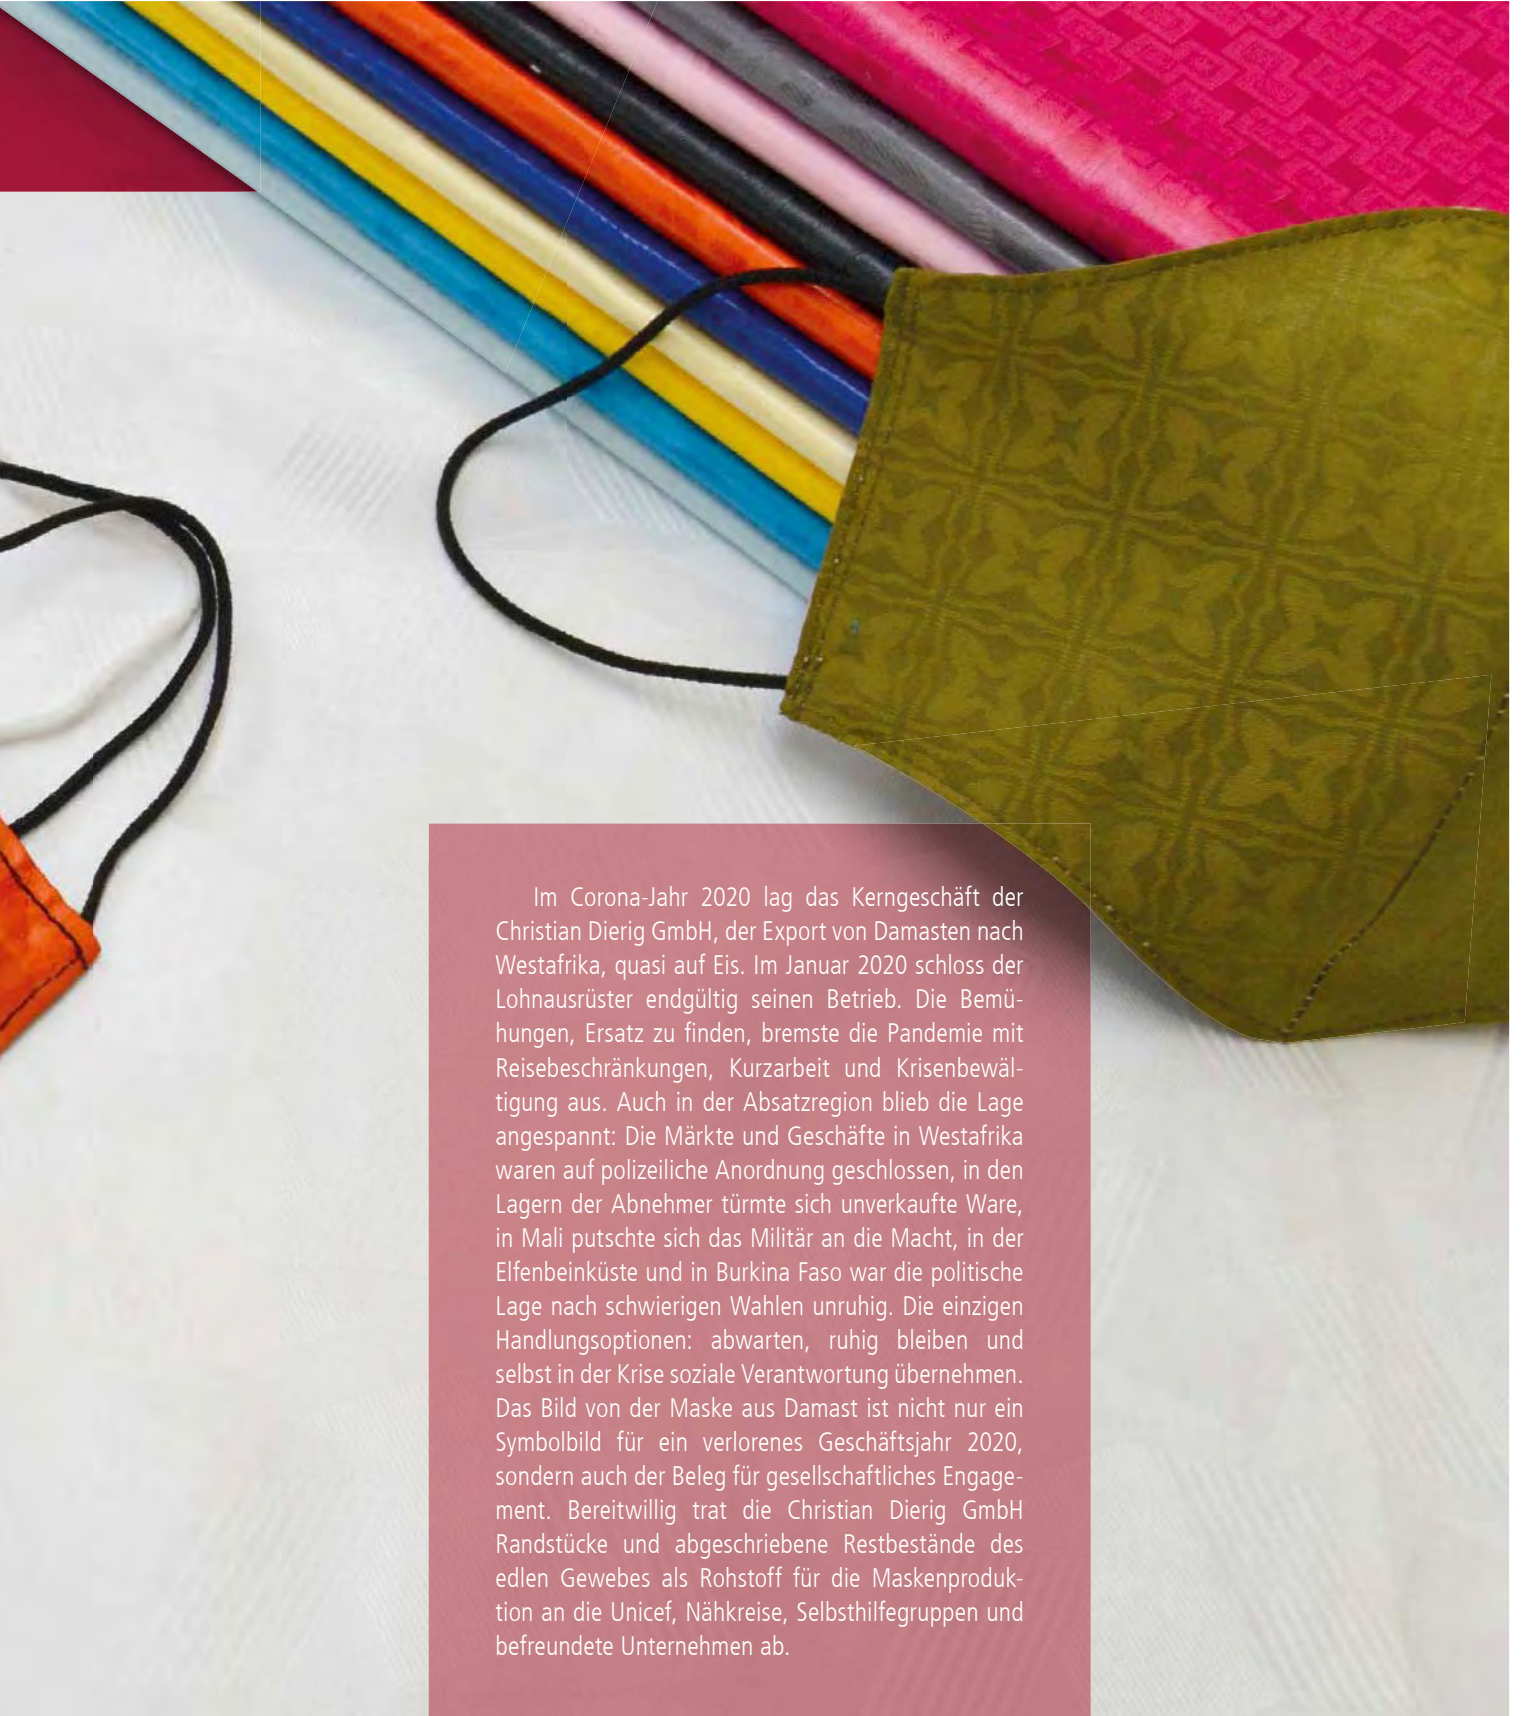 Im Corona-Jahr 2020 lag das Kerngeschäft der
Christian Dierig GmbH, der Export von Damasten nach
Westafrika, quasi auf Eis. Im Januar 2020 schloss der
Lohnausrüster endgültig seinen Betrieb. Die Bemü-
hungen, Ersatz zu finden, bremste die Pandemie mit
Reisebeschränkungen, Kurzarbeit und Krisenbewäl-
tigung aus. Auch in der Absatzregion blieb die Lage
angespannt: Die Märkte und Geschäfte in Westafrika
waren auf polizeiliche Anordnung geschlossen, in den
Lagern der Abnehmer türmte sich unverkaufte Ware,
in Mali putschte sich das Militär an die Macht, in der
Elfenbeinküste und in Burkina Faso war die politische
Lage nach schwierigen Wahlen unruhig. Die einzigen
Handlungsoptionen: abwarten, ruhig bleiben und
selbst in der Krise soziale Verantwortung übernehmen.
Das Bild von der Maske aus Damast ist nicht nur ein
Symbolbild für ein verlorenes Geschäftsjahr 2020,
sondern auch der Beleg für gesellschaftliches Engage-
ment. Bereitwillig trat die Christian Dierig GmbH
Randstücke und abgeschriebene Restbestände des
edlen Gewebes als Rohstoff für die Maskenproduk-
tion an die Unicef, Nähkreise, Selbsthilfegruppen und
befreundete Unternehmen ab.